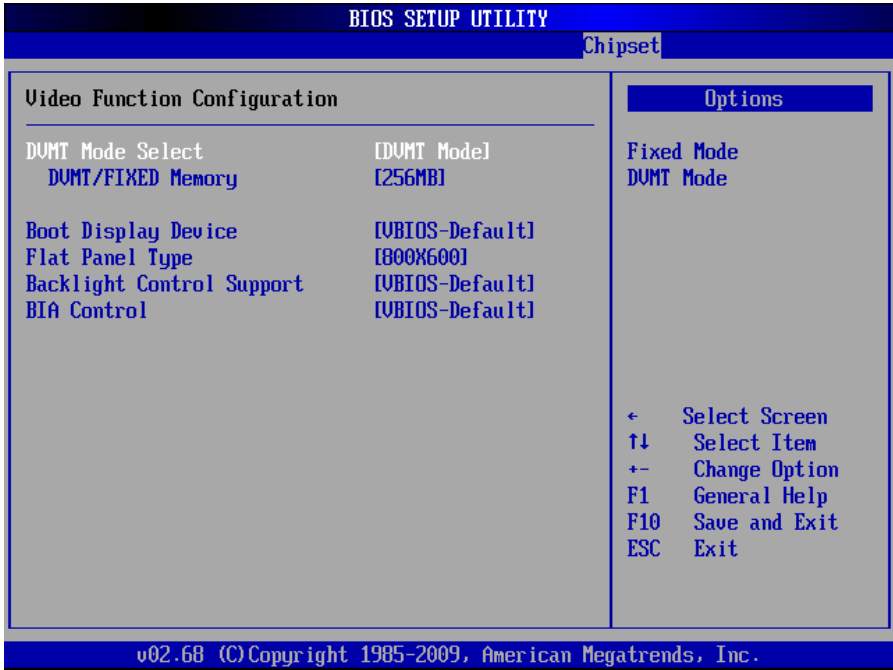 BIOS SETUP UTILITY
Chipset
Video Function Configuration
DVMT Mode Select [DVMT Mode]
DVMT/FIXED Memory [256MB]
Boot Display Device [VBIOS-Default]
Flat Panel Type [800X600]
Backlight Control Support [VBIOS-Default]
BIA Control [VBIOS-Default]
Options
Fixed Mode
DVMT Mode
← Select Screen
↑↓ Select Item
+- Change Option
F1 General Help
F10 Save and Exit
ESC Exit
v02.68 (C)Copyright 1985-2009, American Megatrends, Inc.